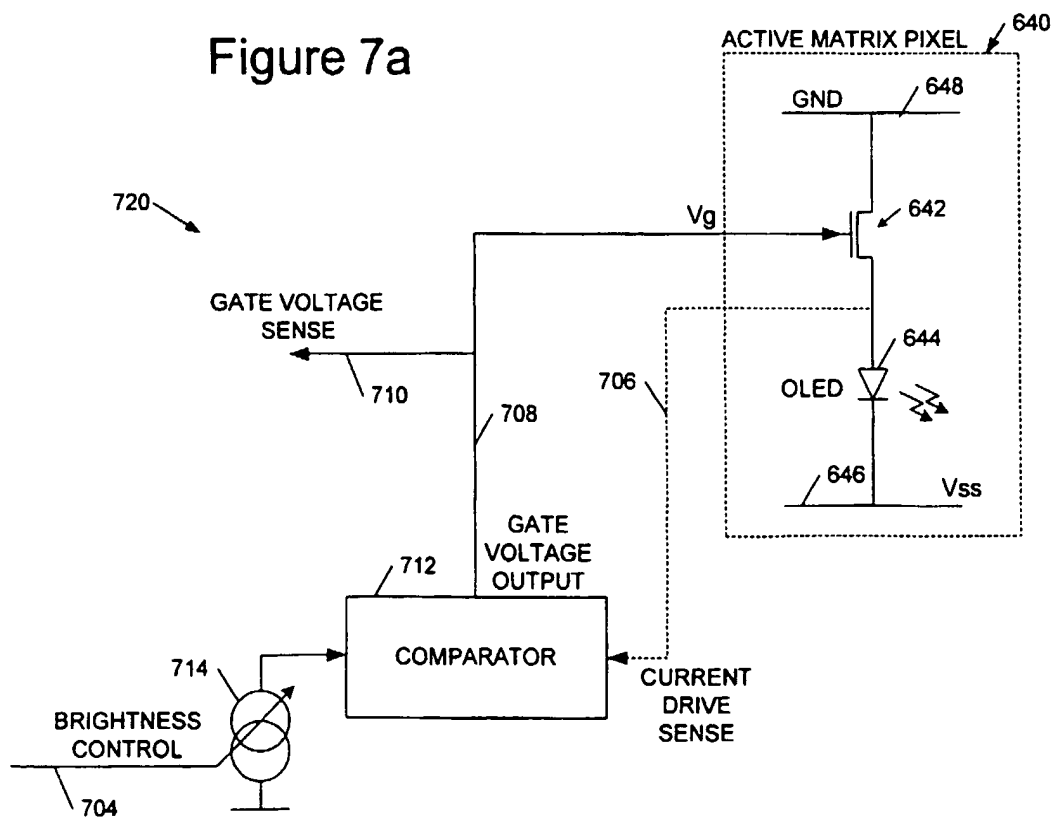 Figure 7a
ACTIVE MATRIX PIXEL
640
GND
648
720
Vg
642
GATE VOLTAGE
SENSE
710
708
706
644
OLED
646
Vss
GATE
VOLTAGE
OUTPUT
712
COMPARATOR
714
CURRENT
DRIVE
SENSE
BRIGHTNESS
CONTROL
704